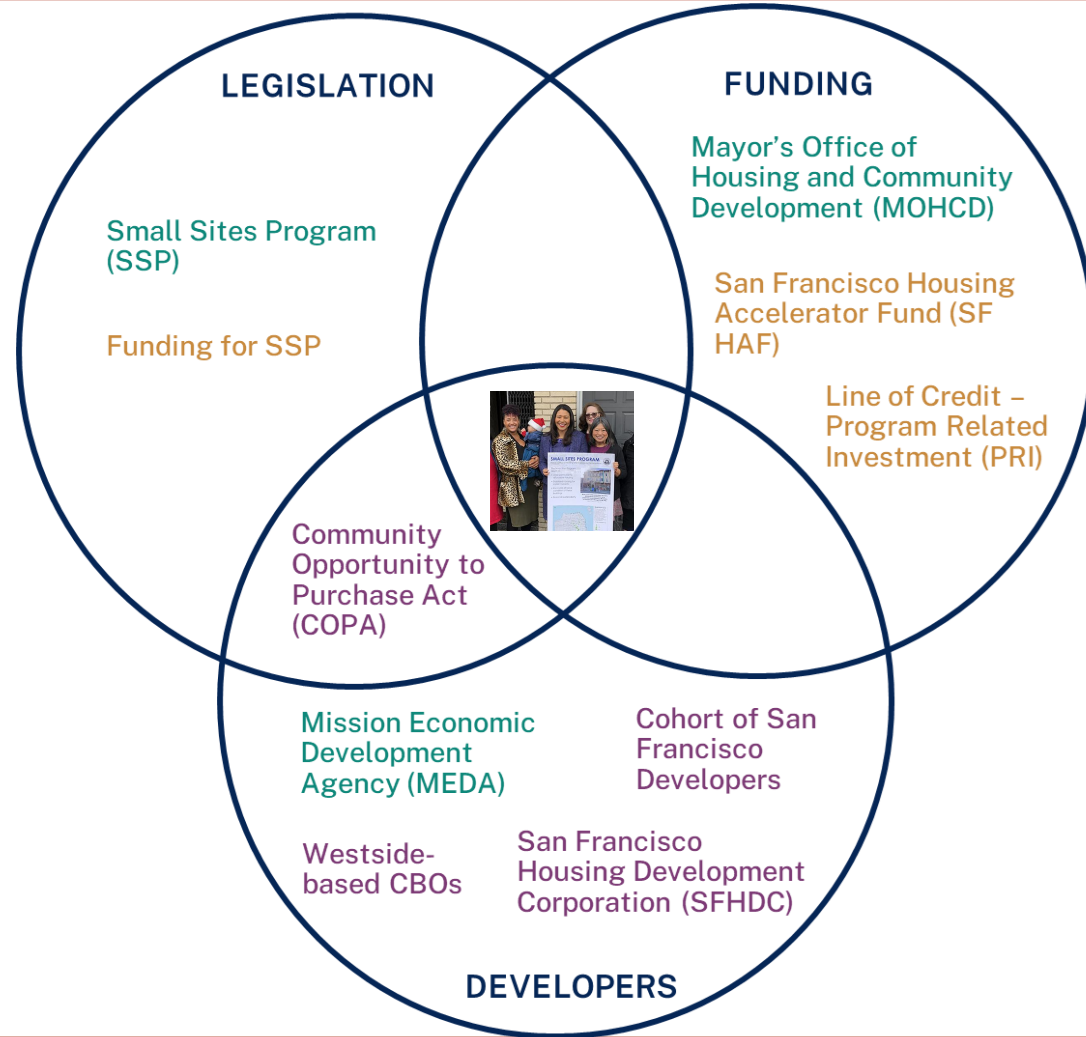 LEGISLATION
FUNDING
Mayor’s Office of
Housing and Community
Development (MOHCD)
Small Sites Program
(SSP)
San Francisco Housing
Accelerator Fund (SF
HAF)
Funding for SSP
Line of Credit –
Program Related
Investment (PRI)
SMALL SITES PROGRAM
Community
Opportunity to
Purchase Act
(COPA)
Mission Economic
Development
Agency (MEDA)
Cohort of San
Francisco
Developers
Westside-
based CBOs
San Francisco
Housing Development
Corporation (SFHDC)
DEVELOPERS